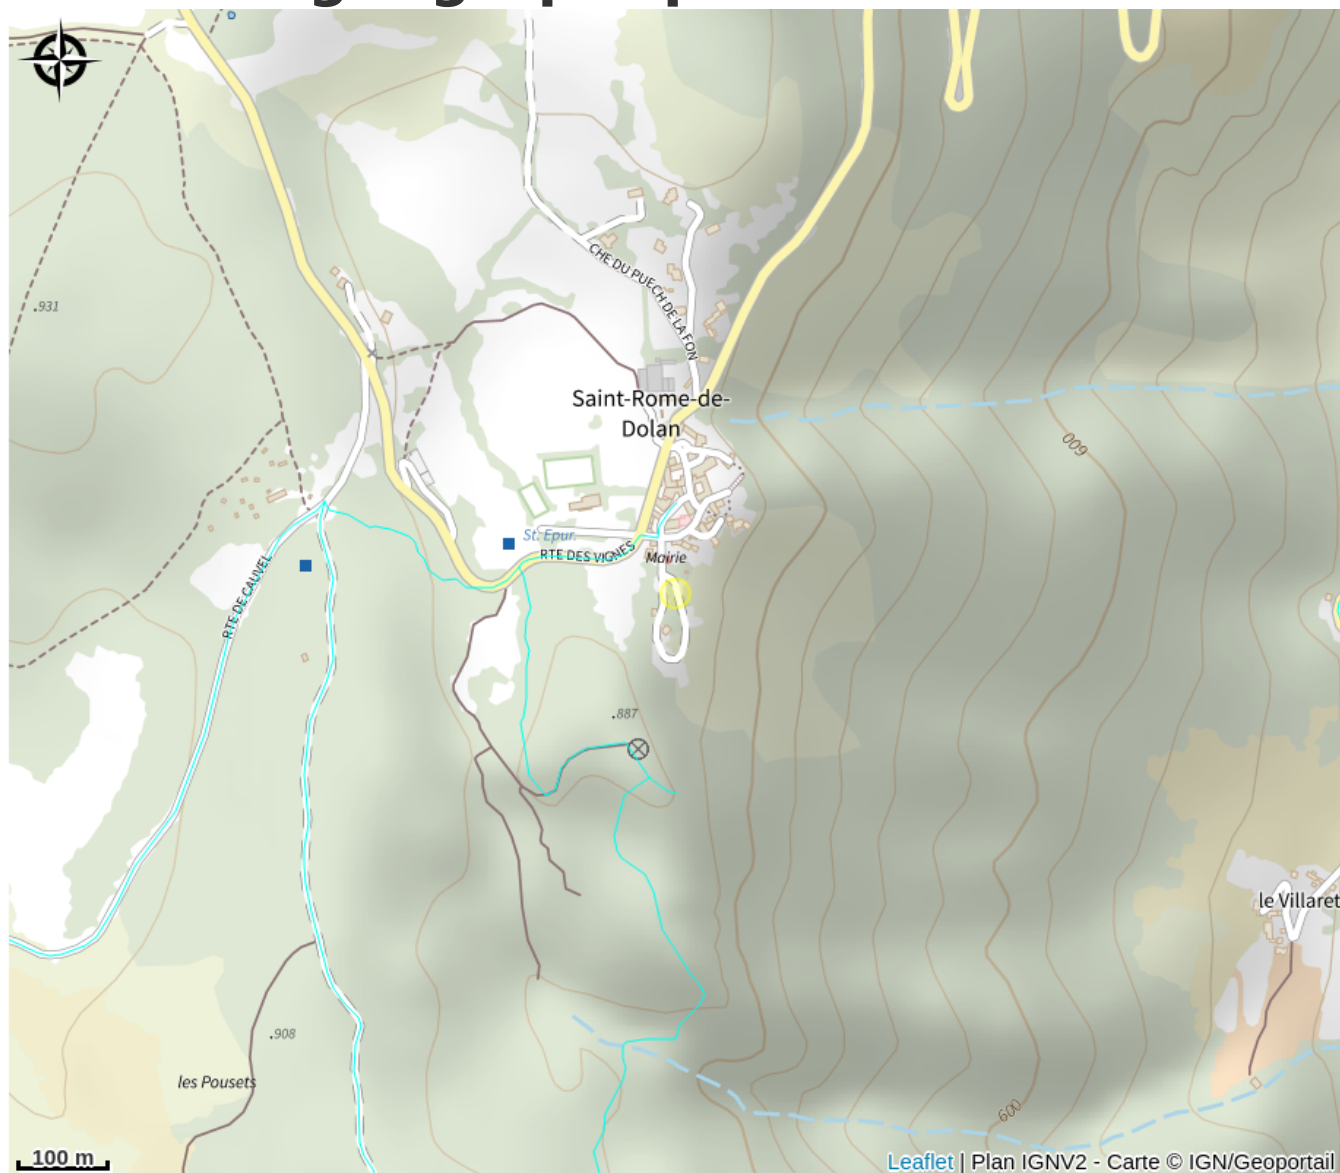 .931
CHE DU PUECH DE LA FON
Saint-Rome-de-
Dolan
600
St. Epur.
RTE DES VIGNES
Mairie
RTE DE CAUVEL
.887
le Villaret
.908
les Pousets
600
100 m
Leaflet | Plan IGNV2 - Carte © IGN/Geoportail